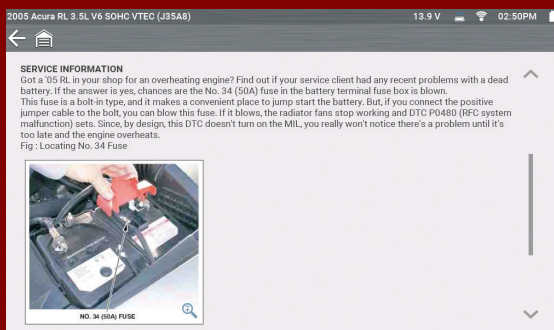 2005 Acura RL 3.5L V6 SOHC VTEC (J35A8) 13.9 V 02:50PM
SERVICE INFORMATION
Got a '05 RL in your shop for an overheating engine? Find out if your service client had any recent problems with a dead
battery. If the answer is yes, chances are the No. 34 (50A) fuse in the battery terminal fuse box is blown.
This fuse is a bolt-in type, and it makes a convenient place to jump start the battery. But, if you connect the positive
jumper cable to the bolt, you can blow this fuse. If it blows, the radiator fans stop working and DTC P0480 (RFC system
malfunction) sets. Since, by design, this DTC doesn't turn on the MIL, you really won't notice there's a problem until it's
too late and the engine overheats.
Fig : Locating No. 34 Fuse
NO. 34 (50A) FUSE